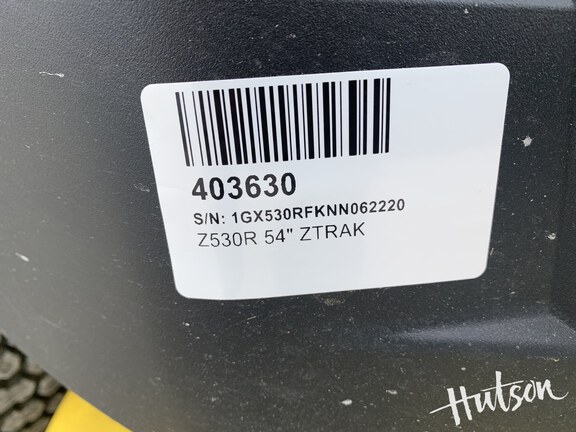 403630
S/N: 1GX530RFKNN062220
Z530R 54" ZTRAK
Hutson